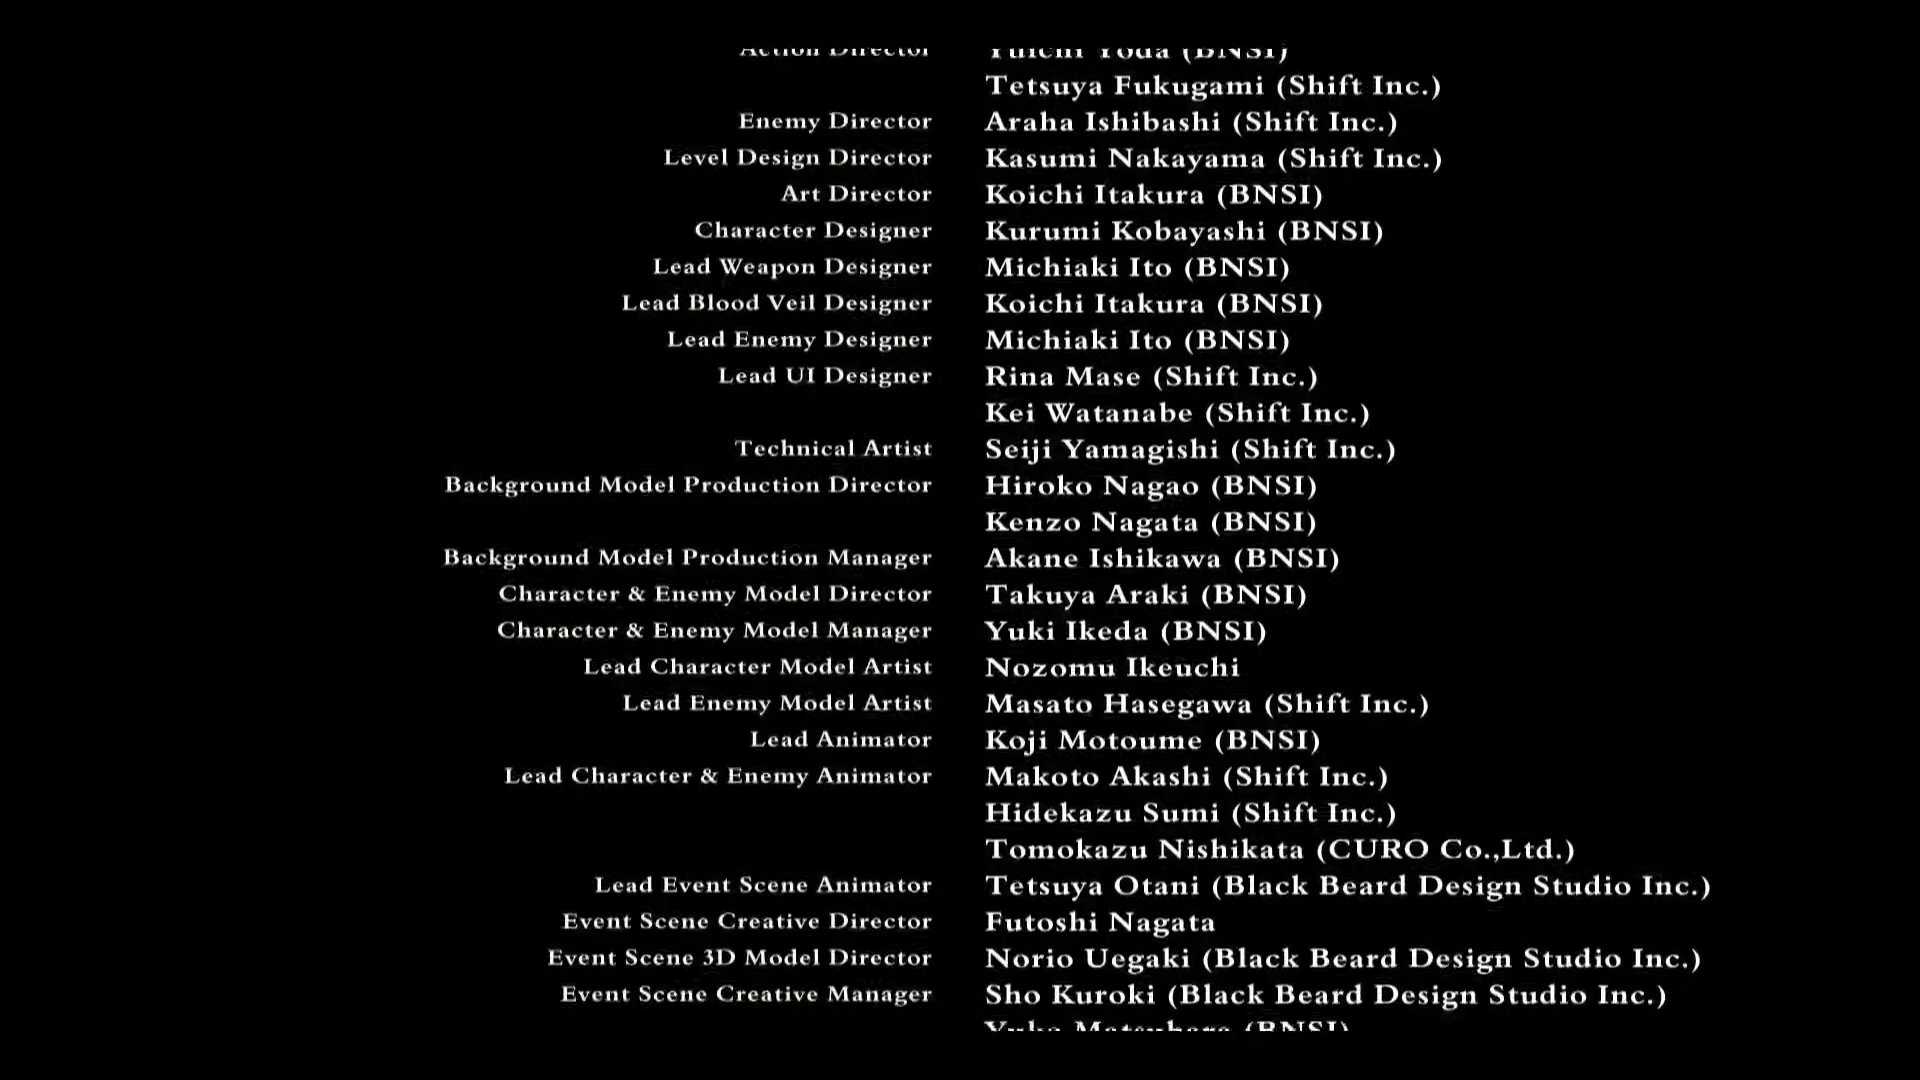 Action Director Yuichi Yoda (BNSI)
Tetsuya Fukugami (Shift Inc.)
Enemy Director Araha Ishibashi (Shift Inc.)
Level Design Director Kasumi Nakayama (Shift Inc.)
Art Director Koichi Itakura (BNSI)
Character Designer Kurumi Kobayashi (BNSI)
Lead Weapon Designer Michiaki Ito (BNSI)
Lead Blood Veil Designer Koichi Itakura (BNSI)
Lead Enemy Designer Michiaki Ito (BNSI)
Lead UI Designer Rina Mase (Shift Inc.)
Kei Watanabe (Shift Inc.)
Technical Artist Seiji Yamagishi (Shift Inc.)
Background Model Production Director Hiroko Nagao (BNSI)
Kenzo Nagata (BNSI)
Background Model Production Manager Akane Ishikawa (BNSI)
Character & Enemy Model Director Takuya Araki (BNSI)
Character & Enemy Model Manager Yuki Ikeda (BNSI)
Lead Character Model Artist Nozomu Ikeuchi
Lead Enemy Model Artist Masato Hasegawa (Shift Inc.)
Lead Animator Koji Motoume (BNSI)
Lead Character & Enemy Animator Makoto Akashi (Shift Inc.)
Hidekazu Sumi (Shift Inc.)
Tomokazu Nishikata (CURO Co.,Ltd.)
Lead Event Scene Animator Tetsuya Otani (Black Beard Design Studio Inc.)
Event Scene Creative Director Futoshi Nagata
Event Scene 3D Model Director Norio Uegaki (Black Beard Design Studio Inc.)
Event Scene Creative Manager Sho Kuroki (Black Beard Design Studio Inc.)
(BNSI)